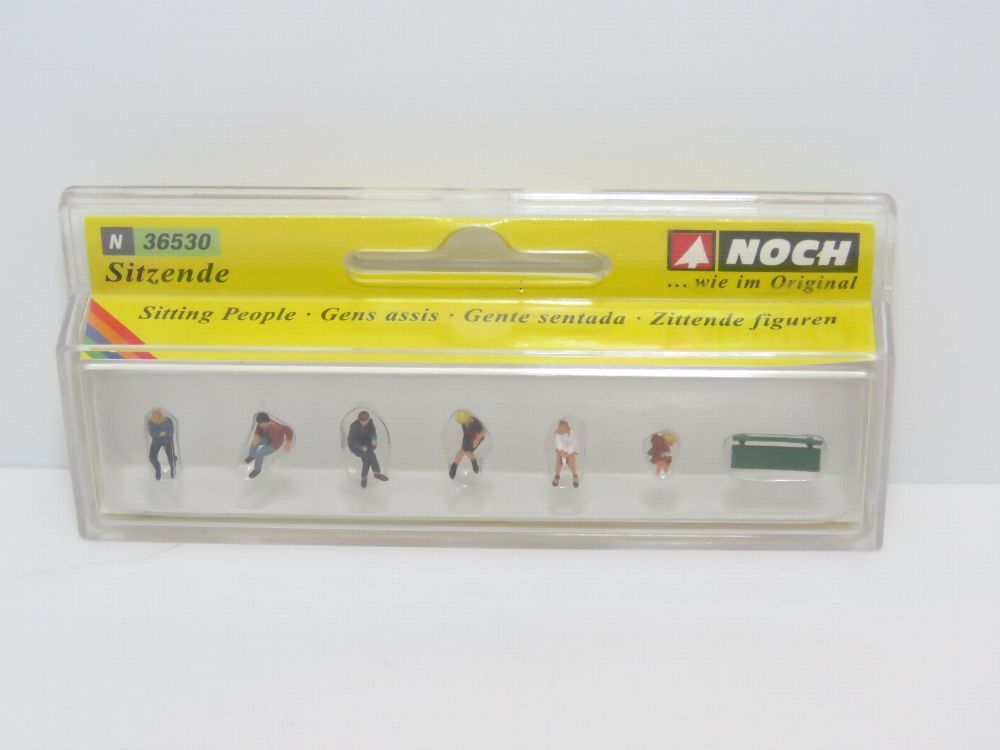 N 36530
Sitzende
NOCH
...wie im Original
Sitting People · Gens assis · Gente sentada · Zittende figuren